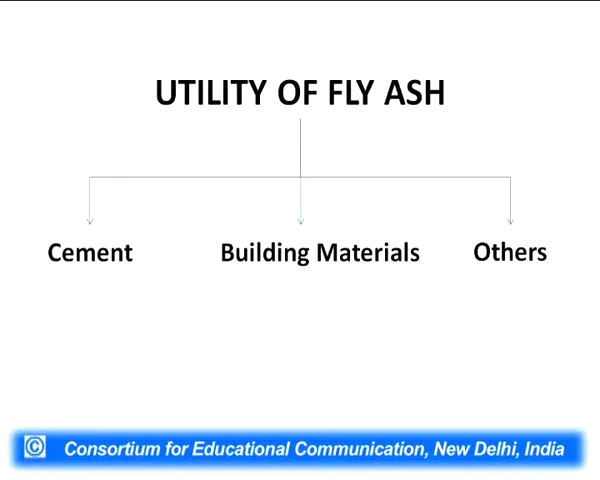 UTILITY OF FLY ASH
Cement Building Materials Others
© Consortium for Educational Communication, New Delhi, India